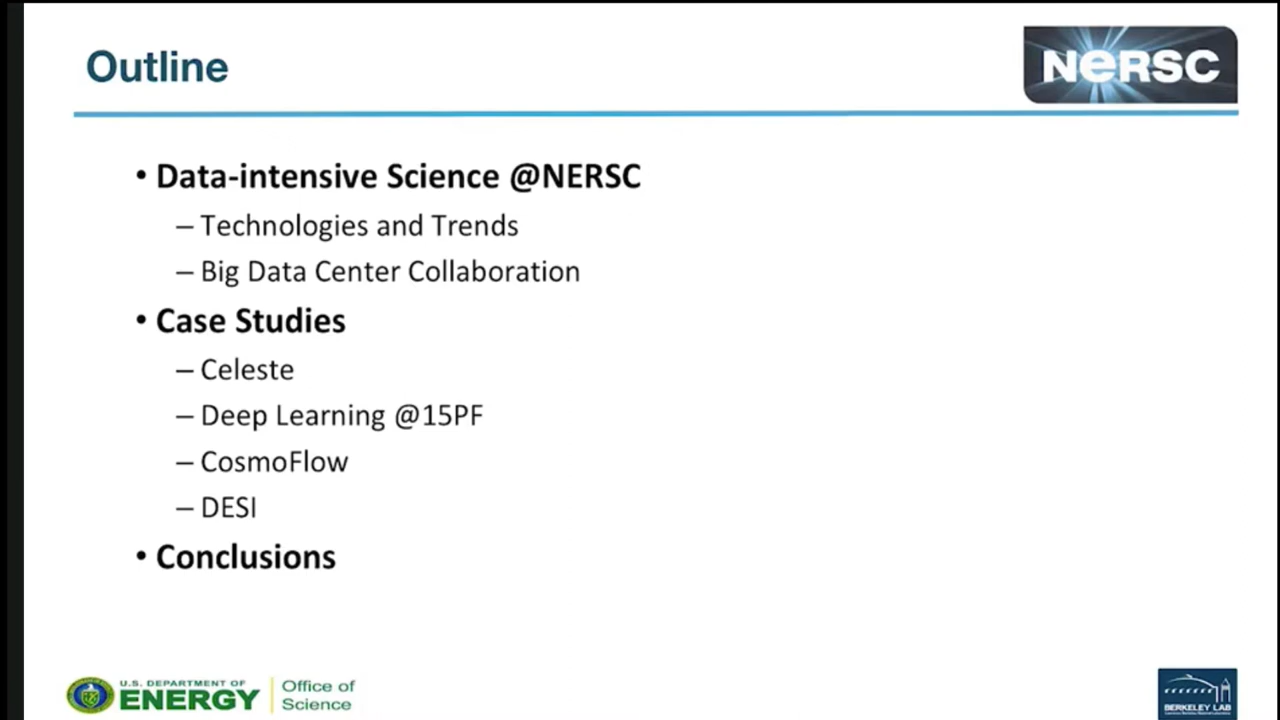 Outline
NERSC
• Data-intensive Science @NERSC
– Technologies and Trends
– Big Data Center Collaboration
• Case Studies
– Celeste
– Deep Learning @15PF
– CosmoFlow
– DESI
• Conclusions
U.S. DEPARTMENT OF
ENERGY
Office of
Science
BERKELEY LAB